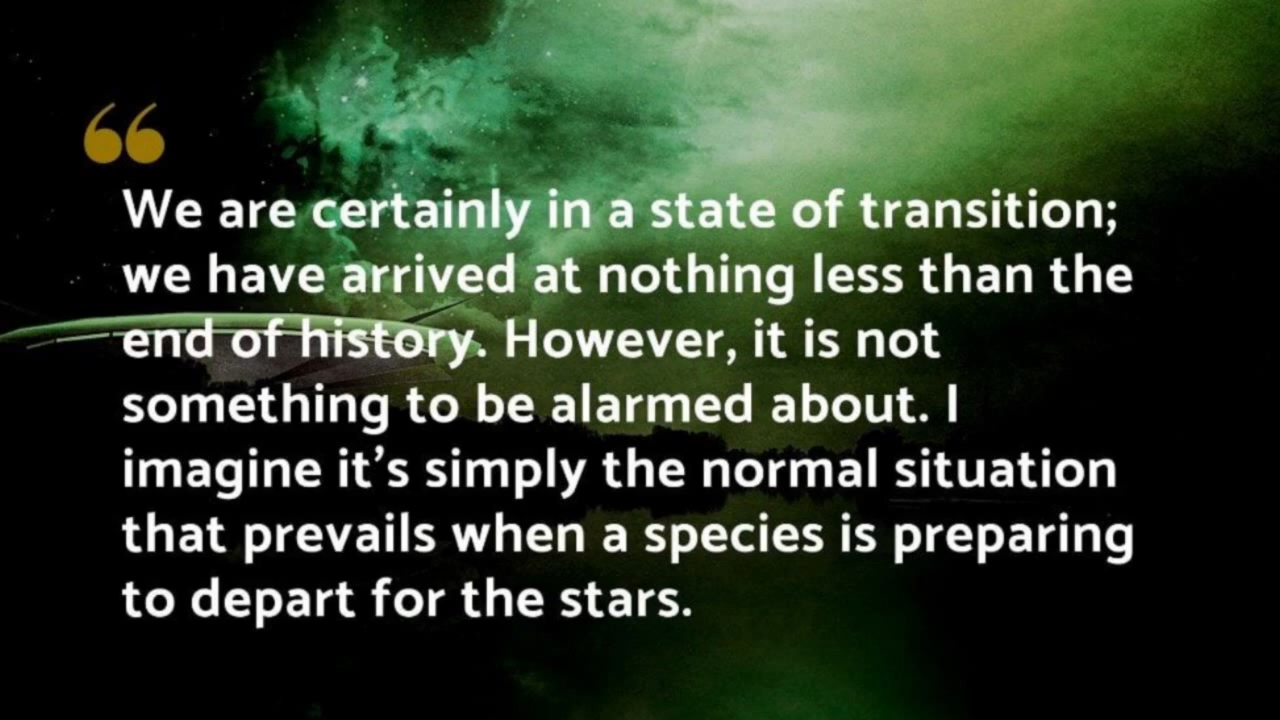 “
We are certainly in a state of transition;
we have arrived at nothing less than the
end of history. However, it is not
something to be alarmed about. I
imagine it’s simply the normal situation
that prevails when a species is preparing
to depart for the stars.